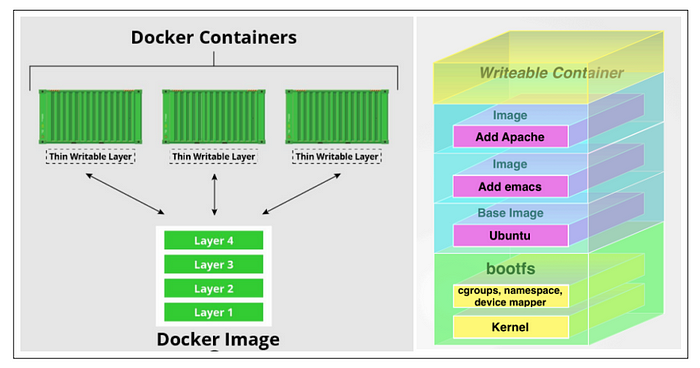 Docker Containers
Thin Writable Layer
Thin Writable Layer
Thin Writable Layer
Layer 4
Layer 3
Layer 2
Layer 1
Docker Image
Writeable Container
Image
Add Apache
Image
Add emacs
Base Image
Ubuntu
bootfs
cgroups, namespace,
device mapper
Kernel